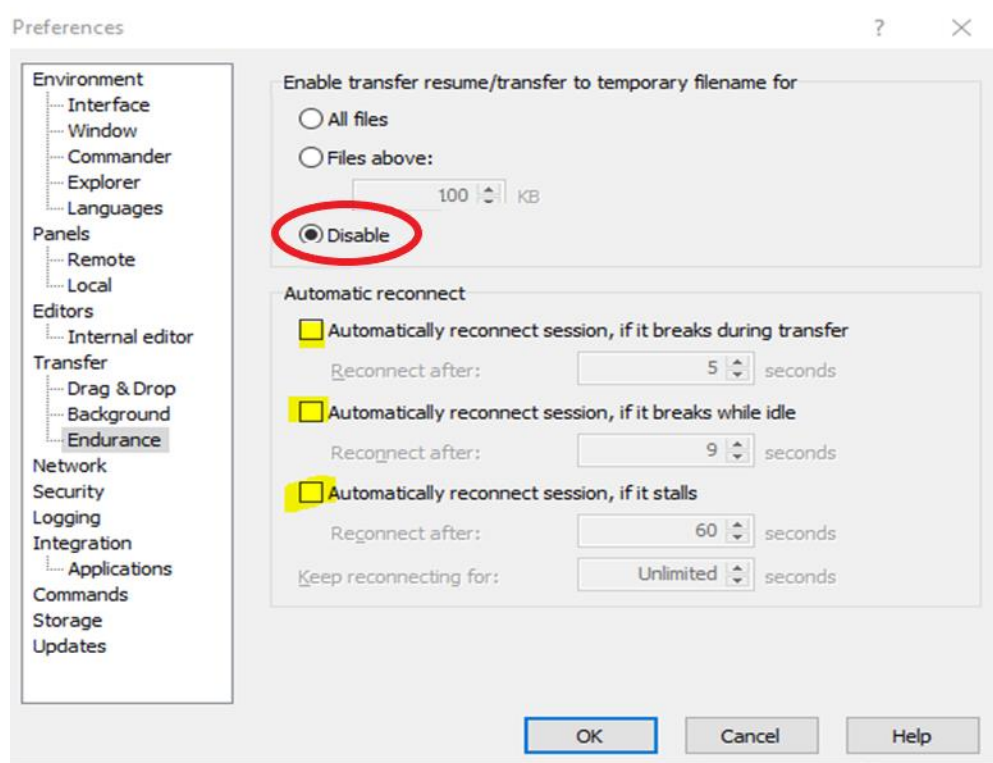 Preferences ?
Environment
Interface
Window
Commander
Explorer
Languages
Panels
Remote
Local
Editors
Internal editor
Transfer
Drag & Drop
Background
Endurance
Network
Security
Logging
Integration
Applications
Commands
Storage
Updates
Enable transfer resume/transfer to temporary filename for
All files
Files above:
100 KB
Disable
Automatic reconnect
Automatically reconnect session, if it breaks during transfer
Reconnect after: 5 seconds
Automatically reconnect session, if it breaks while idle
Reconnect after: 9 seconds
Automatically reconnect session, if it stalls
Reconnect after: 60 seconds
Keep reconnecting for: Unlimited seconds
OK Cancel Help